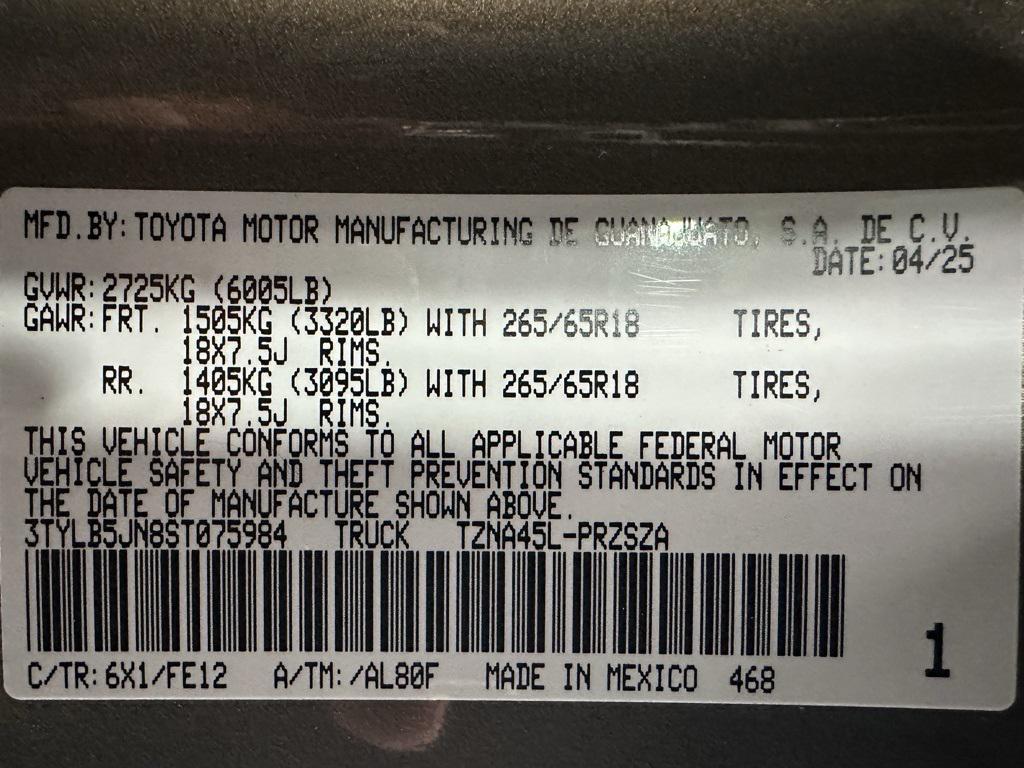 MFD.BY: TOYOTA MOTOR MANUFACTURING DE GUANAJUATO, S.A. DE C.V.
DATE: 04/25
GVWR: 2725KG (6005LB)
GAWR: FRT. 1505KG (3320LB) WITH 265/65R18 TIRES,
18X7.5J RIMS.
RR. 1405KG (3095LB) WITH 265/65R18 TIRES,
18X7.5J RIMS.
THIS VEHICLE CONFORMS TO ALL APPLICABLE FEDERAL MOTOR
VEHICLE SAFETY AND THEFT PREVENTION STANDARDS IN EFFECT ON
THE DATE OF MANUFACTURE SHOWN ABOVE.
3TYLB5JN8ST075984 TRUCK TZNA45L-PRZSZA
C/TR: 6X1/FE12 A/TM: /AL80F MADE IN MEXICO 468
1